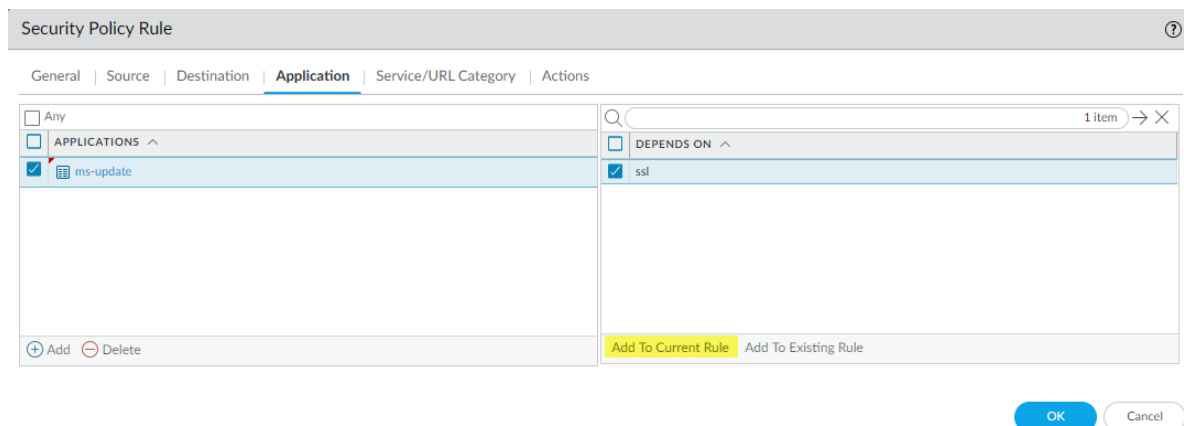 Security Policy Rule
General | Source | Destination | Application | Service/URL Category | Actions
Any
1 item
APPLICATIONS
DEPENDS ON
ms-update
ssl
Add Delete
Add To Current Rule Add To Existing Rule
OK Cancel